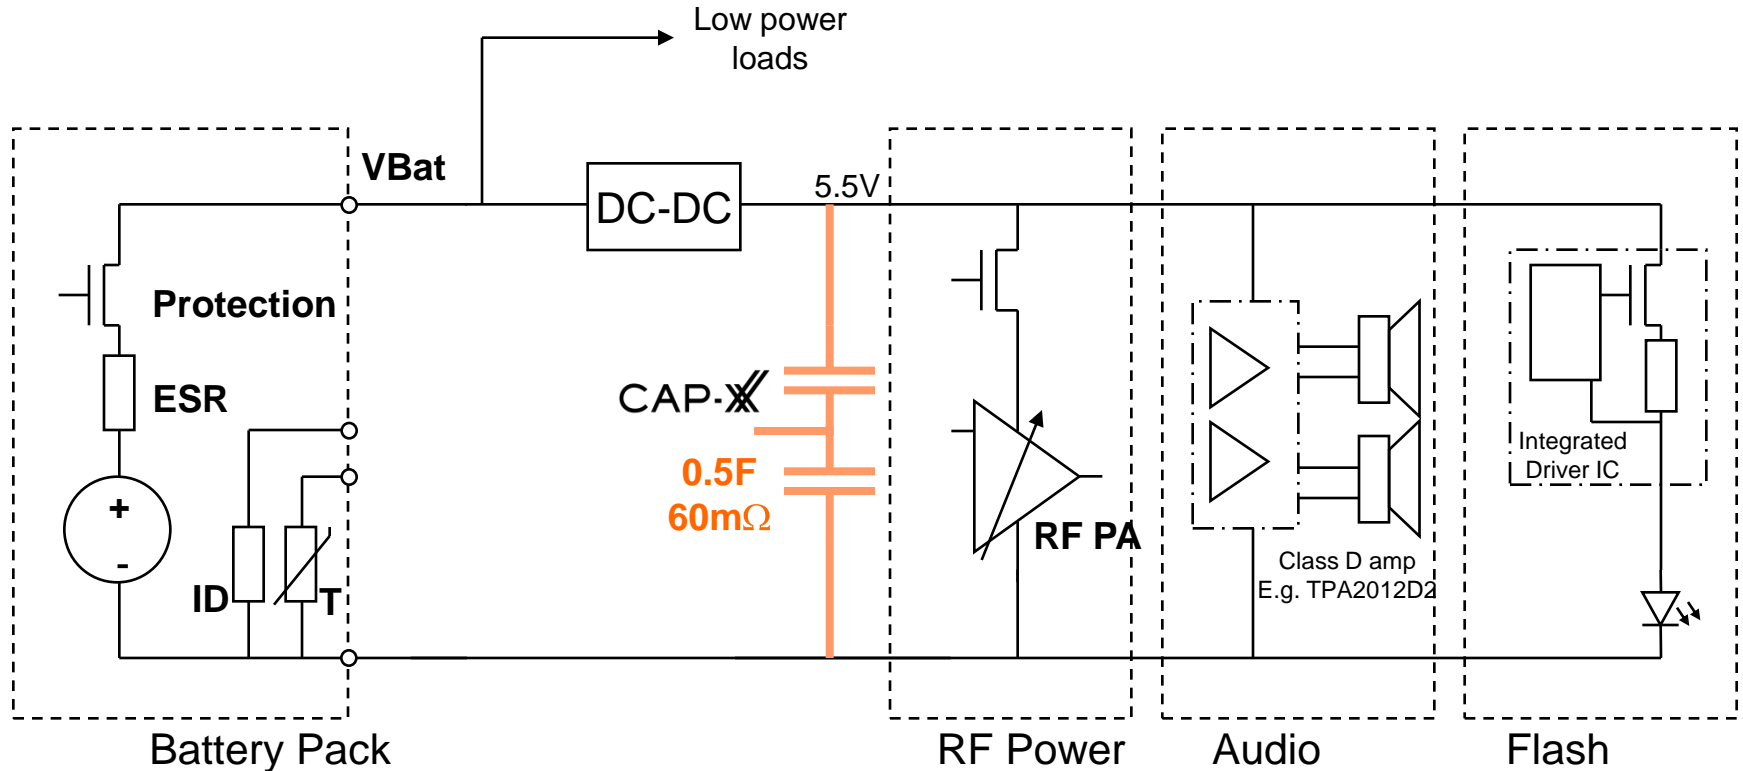 Low power
loads
VBat
DC-DC
5.5V
Protection
ESR
+
-
ID
T
CAP-XX
0.5F
60mΩ
RF PA
Class D amp
E.g. TPA2012D2
Integrated
Driver IC
Battery Pack
RF Power
Audio
Flash